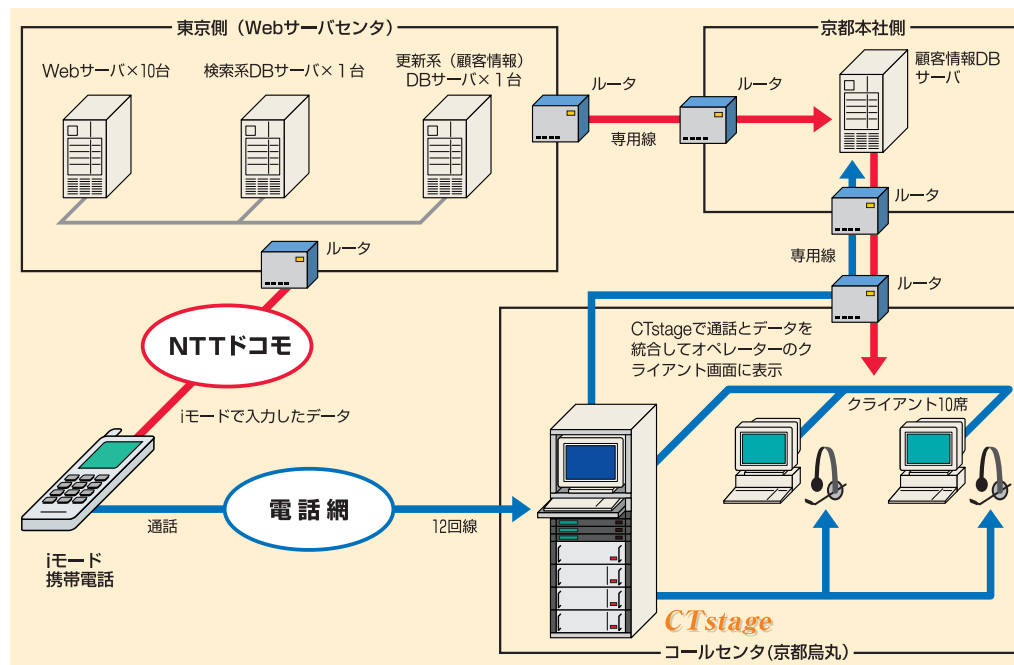 東京側（Webサーバセンタ）
Webサーバ×10台
検索系DBサーバ×１台
更新系（顧客情報）
DBサーバ×１台
ルータ
専用線
ルータ
京都本社側
顧客情報DB
サーバ
ルータ
専用線
ルータ
ルータ
NTTドコモ
iモードで入力したデータ
CTstageで通話とデータを
統合してオペレーターのク
ライアント画面に表示
クライアント10席
電話網
通話
12回線
iモード
携帯電話
CTstage
コールセンタ(京都烏丸）